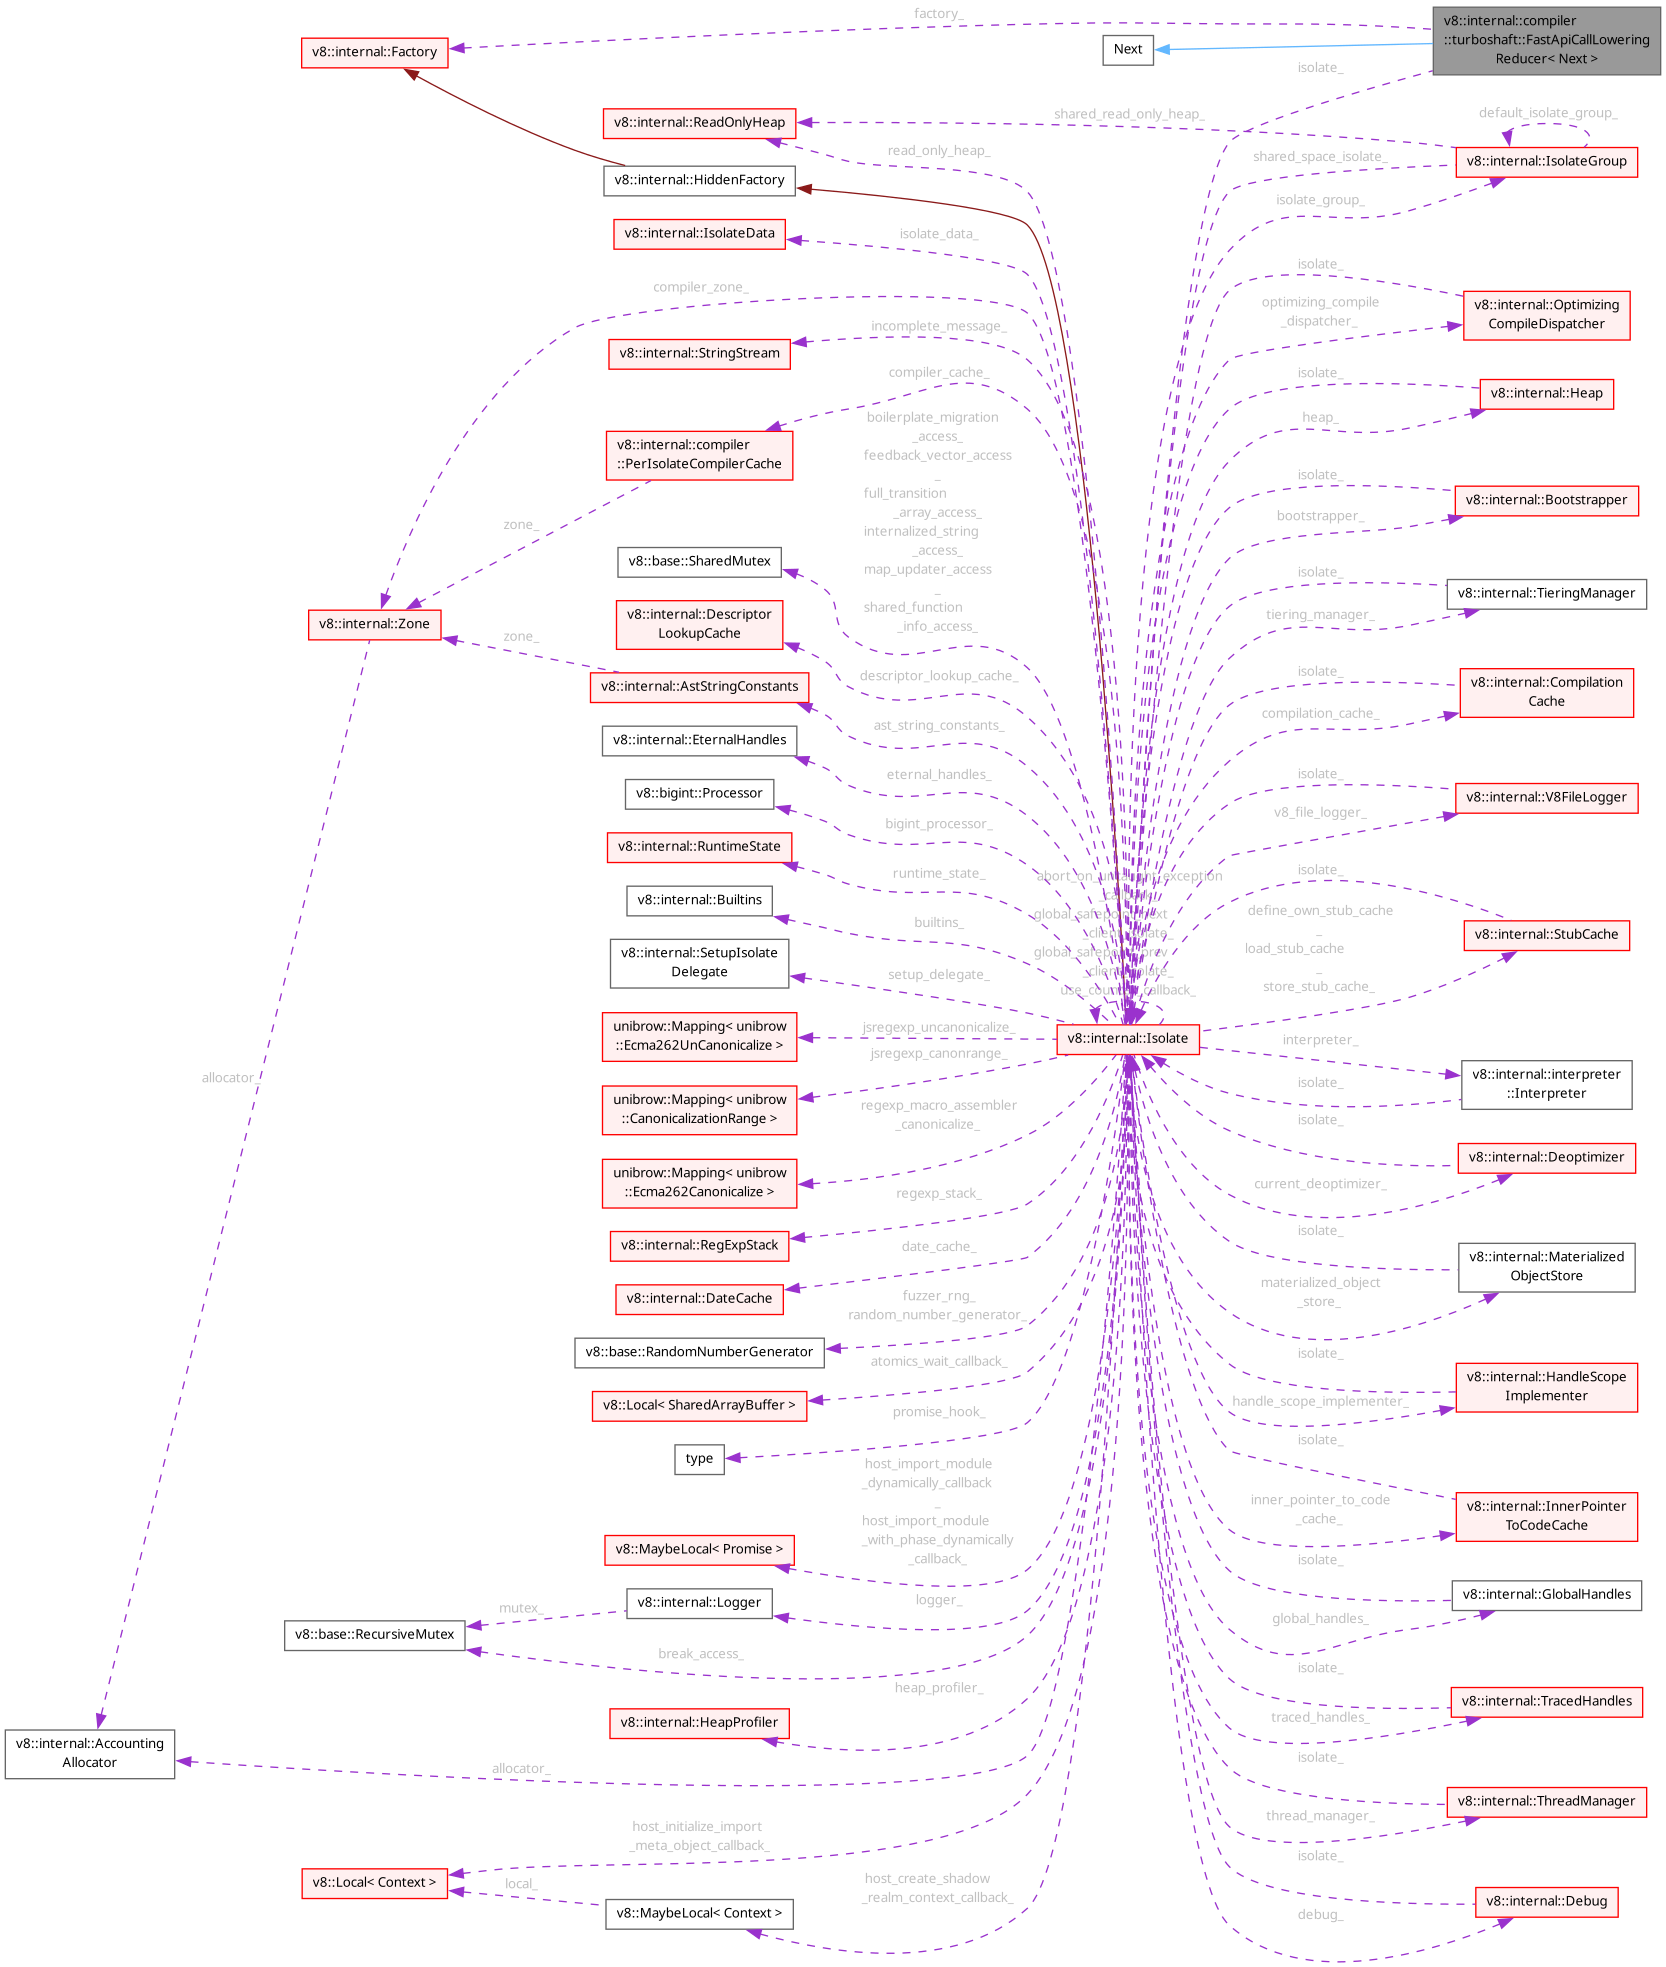 factory_
v8::internal::compiler
::turboshaft::FastApiCallLowering
Reducer< Next >
v8::internal::Factory
Next
isolate_
v8::internal::ReadOnlyHeap
shared_read_only_heap_
default_isolate_group_
read_only_heap_
shared_space_isolate_
v8::internal::IsolateGroup
v8::internal::HiddenFactory
isolate_group_
v8::internal::IsolateData
isolate_data_
isolate_
compiler_zone_
optimizing_compile
_dispatcher_
v8::internal::Optimizing
CompileDispatcher
incomplete_message_
v8::internal::StringStream
compiler_cache_
isolate_
v8::internal::Heap
heap_
boilerplate_migration
_access_
feedback_vector_access
_
full_transition
_array_access_
internalized_string
_access_
map_updater_access
_
shared_function
_info_access_
v8::internal::compiler
::PerIsolateCompilerCache
isolate_
v8::internal::Bootstrapper
bootstrapper_
zone_
v8::base::SharedMutex
isolate_
v8::internal::TieringManager
tiering_manager_
v8::internal::Descriptor
LookupCache
v8::internal::Zone
zone_
descriptor_lookup_cache_
isolate_
v8::internal::Compilation
Cache
compilation_cache_
v8::internal::AstStringConstants
ast_string_constants_
v8::internal::EternalHandles
eternal_handles_
isolate_
v8::internal::V8FileLogger
v8_file_logger_
v8::bigint::Processor
bigint_processor_
v8::internal::RuntimeState
runtime_state_
abort_on_uncaught_exception
_callback_
global_safepoint_next
_client_isolate_
global_safepoint_prev
_client_isolate_
use_counter_callback_
isolate_
v8::internal::Builtins
builtins_
define_own_stub_cache
_
load_stub_cache
_
store_stub_cache_
v8::internal::StubCache
v8::internal::SetupIsolate
Delegate
setup_delegate_
unibrow::Mapping< unibrow
::Ecma262UnCanonicalize >
jsregexp_uncanonicalize_
v8::internal::Isolate
interpreter_
jsregexp_canonrange_
isolate_
v8::internal::interpreter
::Interpreter
unibrow::Mapping< unibrow
::CanonicalizationRange >
regexp_macro_assembler
_canonicalize_
isolate_
v8::internal::Deoptimizer
current_deoptimizer_
unibrow::Mapping< unibrow
::Ecma262Canonicalize >
regexp_stack_
isolate_
v8::internal::RegExpStack
date_cache_
v8::internal::Materialized
ObjectStore
materialized_object
_store_
v8::internal::DateCache
fuzzer_rng_
random_number_generator_
v8::base::RandomNumberGenerator
isolate_
atomics_wait_callback_
v8::internal::HandleScope
Implementer
handle_scope_implementer_
v8::Local< SharedArrayBuffer >
promise_hook_
isolate_
type
host_import_module
_dynamically_callback
_
host_import_module
_with_phase_dynamically
_callback_
inner_pointer_to_code
_cache_
v8::internal::InnerPointer
ToCodeCache
v8::MaybeLocal< Promise >
isolate_
v8::internal::Logger
logger_
v8::internal::GlobalHandles
global_handles_
mutex_
v8::base::RecursiveMutex
break_access_
isolate_
heap_profiler_
v8::internal::TracedHandles
traced_handles_
v8::internal::HeapProfiler
allocator_
v8::internal::Accounting
Allocator
allocator_
isolate_
v8::internal::ThreadManager
thread_manager_
host_initialize_import
_meta_object_callback_
isolate_
v8::Local< Context >
local_
host_create_shadow
_realm_context_callback_
v8::MaybeLocal< Context >
v8::internal::Debug
debug_